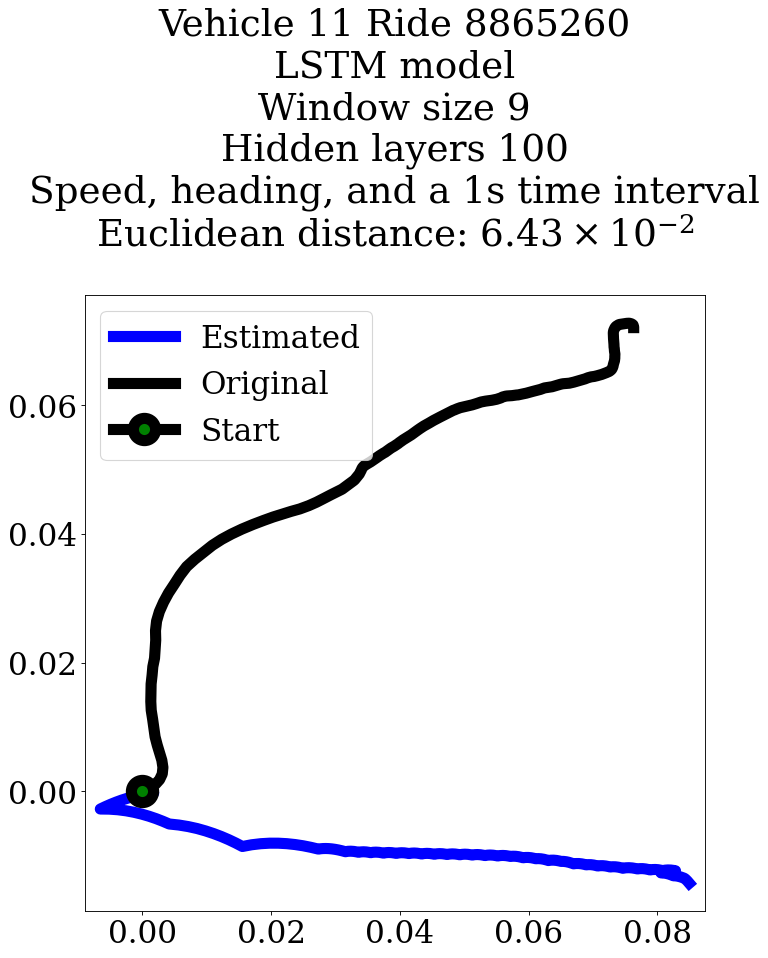 Vehicle 11 Ride 8865260
LSTM model
Window size 9
Hidden layers 100
Speed, heading, and a 1s time interval
Euclidean distance: 6.43 × 10⁻²
Estimated
Original
Start
0.06
0.04
0.02
0.00
0.00 0.02 0.04 0.06 0.08